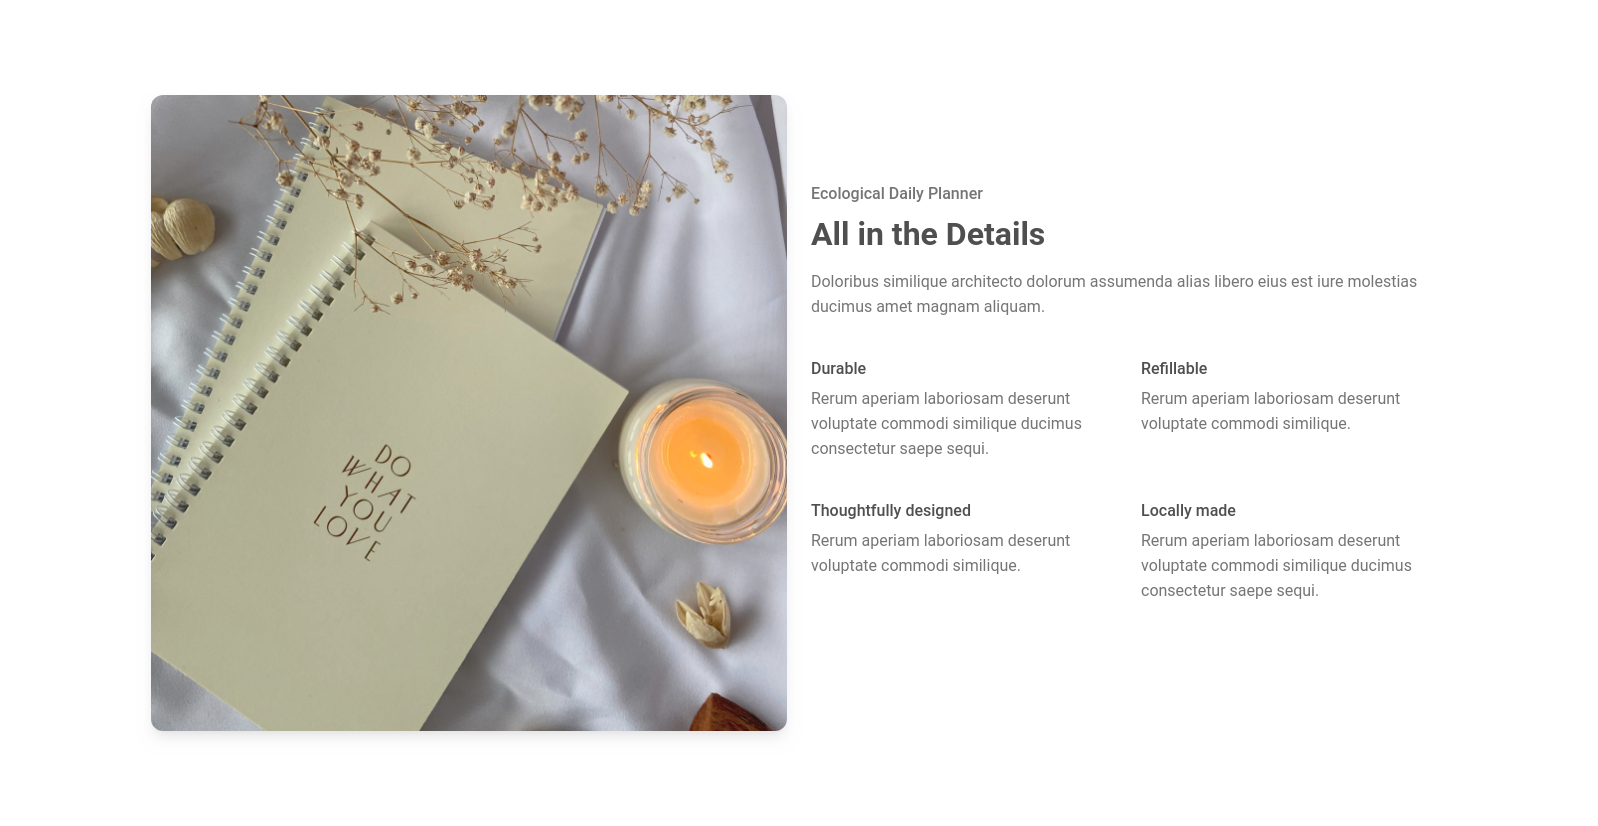 DO
WHAT
YOU
LOVE
Ecological Daily Planner
All in the Details
Doloribus similique architecto dolorum assumenda alias libero eius est iure molestias
ducimus amet magnam aliquam.
Durable
Rerum aperiam laboriosam deserunt
voluptate commodi similique ducimus
consectetur saepe sequi.
Refillable
Rerum aperiam laboriosam deserunt
voluptate commodi similique.
Thoughtfully designed
Rerum aperiam laboriosam deserunt
voluptate commodi similique.
Locally made
Rerum aperiam laboriosam deserunt
voluptate commodi similique ducimus
consectetur saepe sequi.